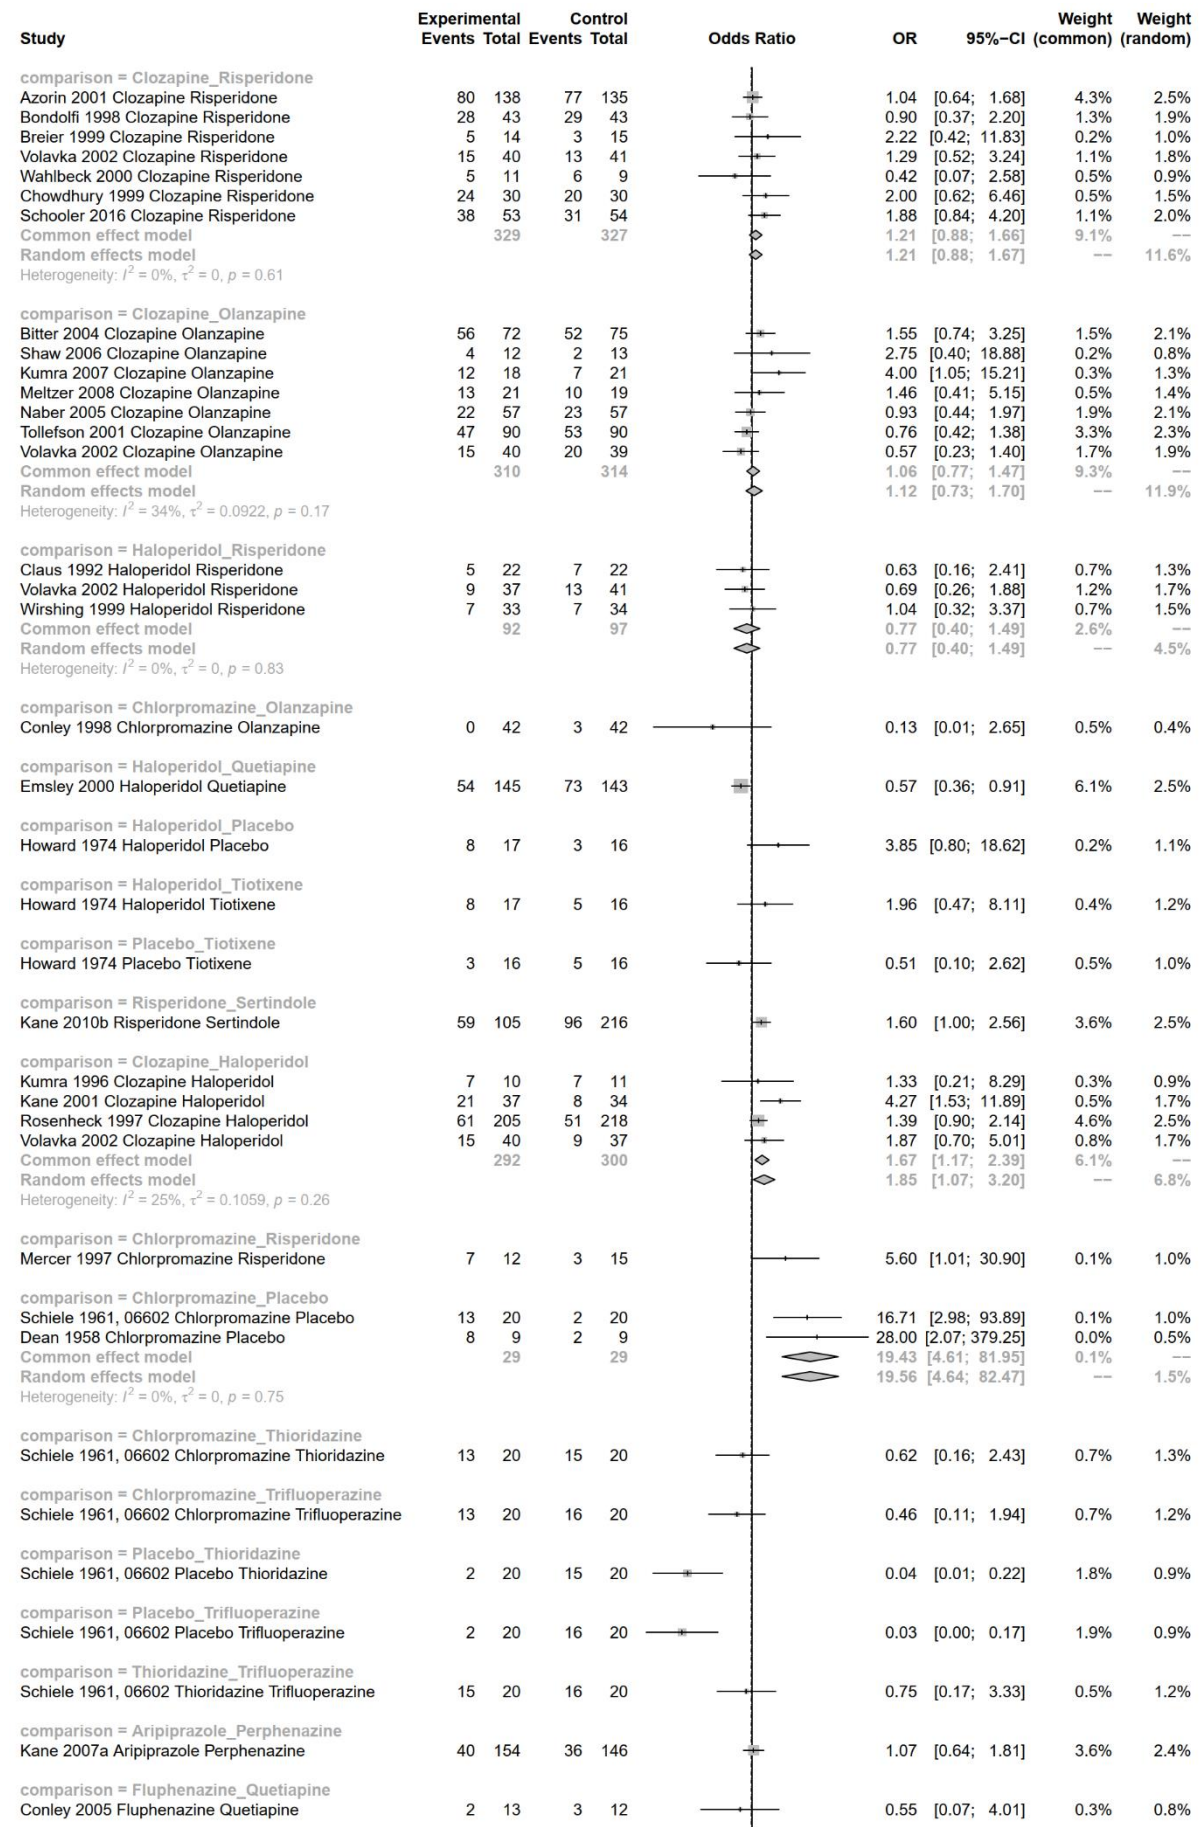 Experimental Control Weight Weight
Study Events Total Events Total Odds Ratio OR 95%−CI (common) (random)
comparison = Clozapine_Risperidone
Azorin 2001 Clozapine Risperidone 80 138 77 135 1.04 [0.64; 1.68] 4.3% 2.5%
Bondolfi 1998 Clozapine Risperidone 28 43 29 43 0.90 [0.37; 2.20] 1.3% 1.9%
Breier 1999 Clozapine Risperidone 5 14 3 15 2.22 [0.42; 11.83] 0.2% 1.0%
Volavka 2002 Clozapine Risperidone 15 40 13 41 1.29 [0.52; 3.24] 1.1% 1.8%
Wahlbeck 2000 Clozapine Risperidone 5 11 6 9 0.42 [0.07; 2.58] 0.5% 0.9%
Chowdhury 1999 Clozapine Risperidone 24 30 20 30 2.00 [0.62; 6.46] 0.5% 1.5%
Schooler 2016 Clozapine Risperidone 38 53 31 54 1.88 [0.84; 4.20] 1.1% 2.0%
Common effect model 329 327 1.21 [0.88; 1.66] 9.1% −−
Random effects model 1.21 [0.88; 1.67] −− 11.6%
Heterogeneity: I² = 0%, τ² = 0, p = 0.61
comparison = Clozapine_Olanzapine
Bitter 2004 Clozapine Olanzapine 56 72 52 75 1.55 [0.74; 3.25] 1.5% 2.1%
Shaw 2006 Clozapine Olanzapine 4 12 2 13 2.75 [0.40; 18.88] 0.2% 0.8%
Kumra 2007 Clozapine Olanzapine 12 18 7 21 4.00 [1.05; 15.21] 0.3% 1.3%
Meltzer 2008 Clozapine Olanzapine 13 21 10 19 1.46 [0.41; 5.15] 0.5% 1.4%
Naber 2005 Clozapine Olanzapine 22 57 23 57 0.93 [0.44; 1.97] 1.9% 2.1%
Tollefson 2001 Clozapine Olanzapine 47 90 53 90 0.76 [0.42; 1.38] 3.3% 2.3%
Volavka 2002 Clozapine Olanzapine 15 40 20 39 0.57 [0.23; 1.40] 1.7% 1.9%
Common effect model 310 314 1.06 [0.77; 1.47] 9.3% −−
Random effects model 1.12 [0.73; 1.70] −− 11.9%
Heterogeneity: I² = 34%, τ² = 0.0922, p = 0.17
comparison = Haloperidol_Risperidone
Claus 1992 Haloperidol Risperidone 5 22 7 22 0.63 [0.16; 2.41] 0.7% 1.3%
Volavka 2002 Haloperidol Risperidone 9 37 13 41 0.69 [0.26; 1.88] 1.2% 1.7%
Wirshing 1999 Haloperidol Risperidone 7 33 7 34 1.04 [0.32; 3.37] 0.7% 1.5%
Common effect model 92 97 0.77 [0.40; 1.49] 2.6% −−
Random effects model 0.77 [0.40; 1.49] −− 4.5%
Heterogeneity: I² = 0%, τ² = 0, p = 0.83
comparison = Chlorpromazine_Olanzapine
Conley 1998 Chlorpromazine Olanzapine 0 42 3 42 0.13 [0.01; 2.65] 0.5% 0.4%
comparison = Haloperidol_Quetiapine
Emsley 2000 Haloperidol Quetiapine 54 145 73 143 0.57 [0.36; 0.91] 6.1% 2.5%
comparison = Haloperidol_Placebo
Howard 1974 Haloperidol Placebo 8 17 3 16 3.85 [0.80; 18.62] 0.2% 1.1%
comparison = Haloperidol_Tiotixene
Howard 1974 Haloperidol Tiotixene 8 17 5 16 1.96 [0.47; 8.11] 0.4% 1.2%
comparison = Placebo_Tiotixene
Howard 1974 Placebo Tiotixene 3 16 5 16 0.51 [0.10; 2.62] 0.5% 1.0%
comparison = Risperidone_Sertindole
Kane 2010b Risperidone Sertindole 59 105 96 216 1.60 [1.00; 2.56] 3.6% 2.5%
comparison = Clozapine_Haloperidol
Kumra 1996 Clozapine Haloperidol 7 10 7 11 1.33 [0.21; 8.29] 0.3% 0.9%
Kane 2001 Clozapine Haloperidol 21 37 8 34 4.27 [1.53; 11.89] 0.5% 1.7%
Rosenheck 1997 Clozapine Haloperidol 61 205 51 218 1.39 [0.90; 2.14] 4.6% 2.5%
Volavka 2002 Clozapine Haloperidol 15 40 9 37 1.87 [0.70; 5.01] 0.8% 1.7%
Common effect model 292 300 1.67 [1.17; 2.39] 6.1% −−
Random effects model 1.85 [1.07; 3.20] −− 6.8%
Heterogeneity: I² = 25%, τ² = 0.1059, p = 0.26
comparison = Chlorpromazine_Risperidone
Mercer 1997 Chlorpromazine Risperidone 7 12 3 15 5.60 [1.01; 30.90] 0.1% 1.0%
comparison = Chlorpromazine_Placebo
Schiele 1961, 06602 Chlorpromazine Placebo 13 20 2 20 16.71 [2.98; 93.89] 0.1% 1.0%
Dean 1958 Chlorpromazine Placebo 8 9 2 9 28.00 [2.07; 379.25] 0.0% 0.5%
Common effect model 29 29 19.43 [4.61; 81.95] 0.1% −−
Random effects model 19.56 [4.64; 82.47] −− 1.5%
Heterogeneity: I² = 0%, τ² = 0, p = 0.75
comparison = Chlorpromazine_Thioridazine
Schiele 1961, 06602 Chlorpromazine Thioridazine 13 20 15 20 0.62 [0.16; 2.43] 0.7% 1.3%
comparison = Chlorpromazine_Trifluoperazine
Schiele 1961, 06602 Chlorpromazine Trifluoperazine 13 20 16 20 0.46 [0.11; 1.94] 0.7% 1.2%
comparison = Placebo_Thioridazine
Schiele 1961, 06602 Placebo Thioridazine 2 20 15 20 0.04 [0.01; 0.22] 1.8% 0.9%
comparison = Placebo_Trifluoperazine
Schiele 1961, 06602 Placebo Trifluoperazine 2 20 16 20 0.03 [0.00; 0.17] 1.9% 0.9%
comparison = Thioridazine_Trifluoperazine
Schiele 1961, 06602 Thioridazine Trifluoperazine 15 20 16 20 0.75 [0.17; 3.33] 0.5% 1.2%
comparison = Aripiprazole_Perphenazine
Kane 2007a Aripiprazole Perphenazine 40 154 36 146 1.07 [0.64; 1.81] 3.6% 2.4%
comparison = Fluphenazine_Quetiapine
Conley 2005 Fluphenazine Quetiapine 2 13 3 12 0.55 [0.07; 4.01] 0.3% 0.8%